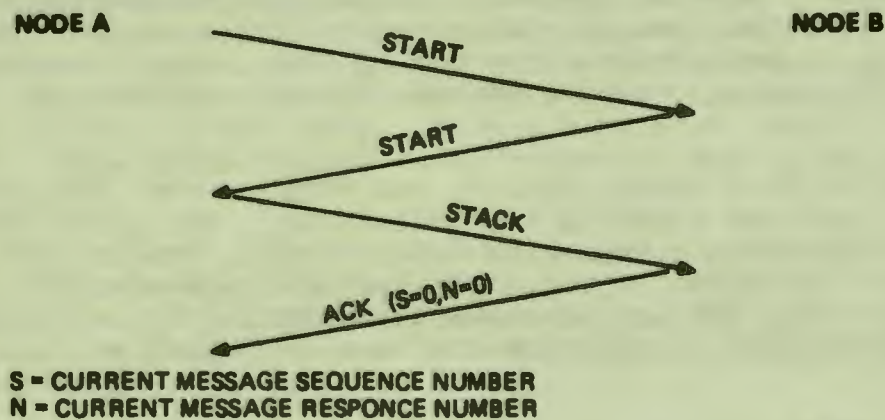 NODE A
NODE B
START
START
STACK
ACK (S=0,N=0)
S = CURRENT MESSAGE SEQUENCE NUMBER
N = CURRENT MESSAGE RESPONCE NUMBER